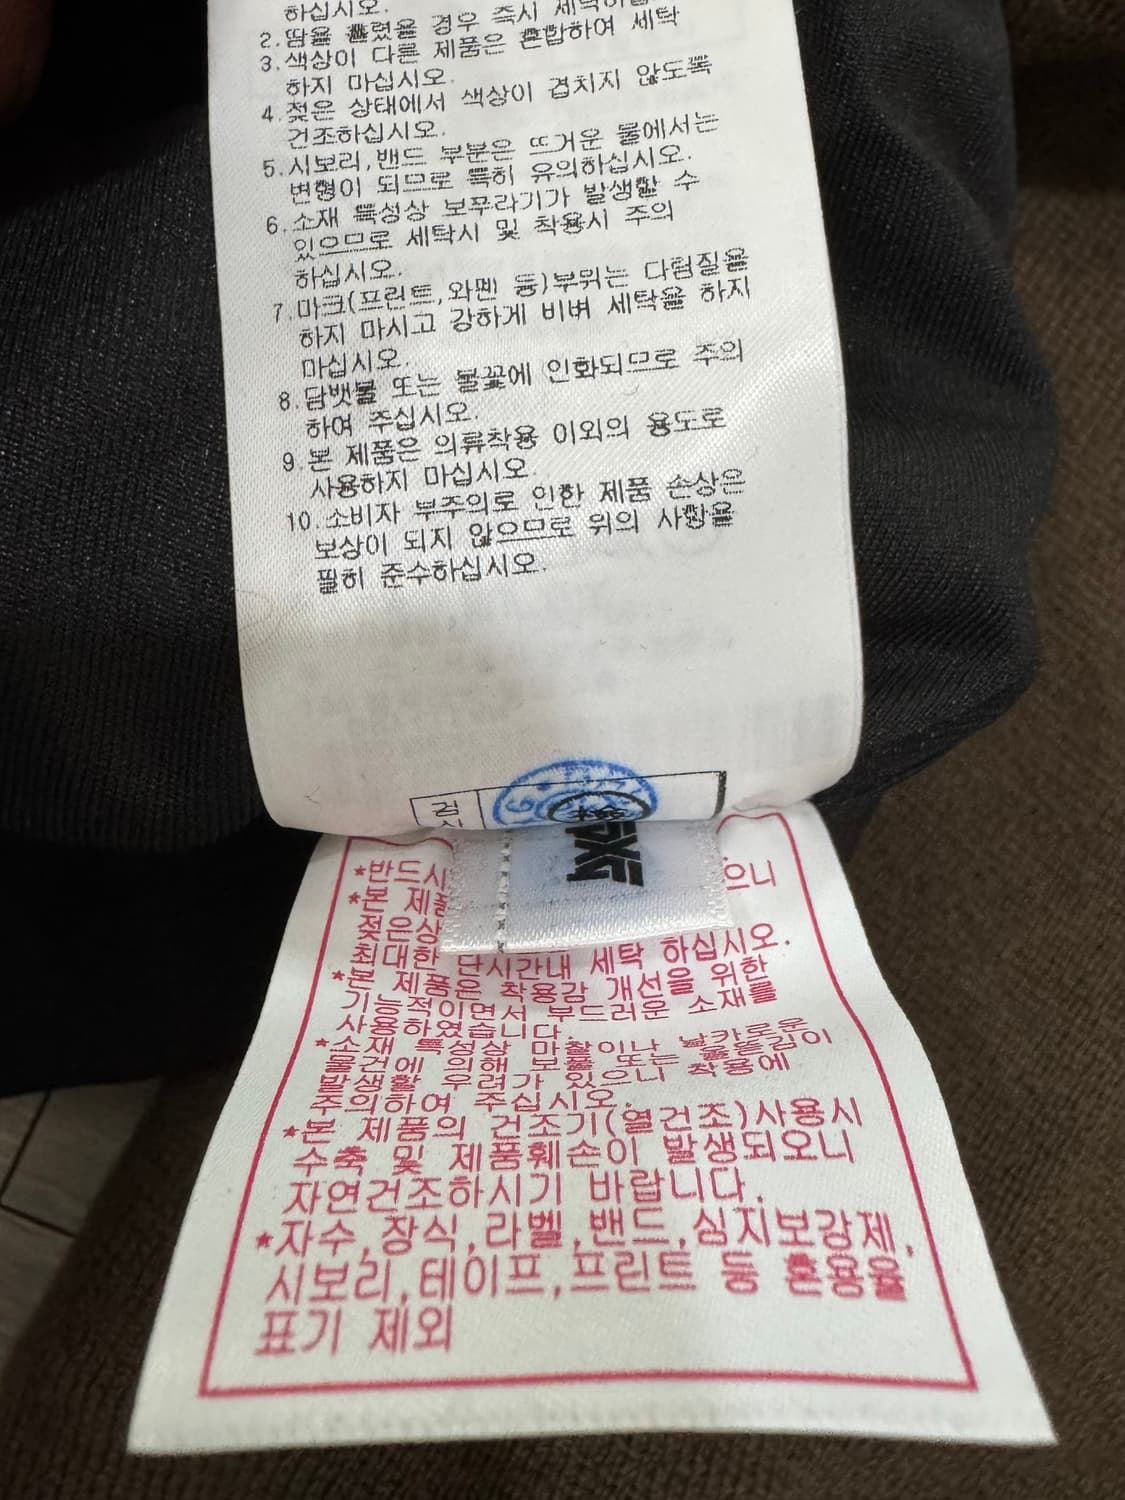 하십시오.
2.땀을 흘렸을 경우 즉시
3.색상이 다른 제품은 혼합하여 세탁
하지 마십시오.
4.젖은 상태에서 색상이 겹치지 않도록
건조하십시오.
5.시보리,밴드 부분은 뜨거운 물에서는
변형이 되므로 특히 유의하십시오.
6.소재 특성상 보푸라기가 발생할 수
있으므로 세탁시 및 착용시 주의
하십시오.
7.마크(프린트,와펜 등)부위는 다림질을
하지 마시고 강하게 비벼 세탁을 하지
마십시오.
8.담뱃불 또는 불꽃에 인화되므로 주의
하여 주십시오.
9.본 제품은 의류착용 이외의 용도로
사용하지 마십시오.
10.소비자 부주의로 인한 제품 손상은
보상이 되지 않으므로 위의 사항을
필히 준수하십시오.
검
*반드시 으니
*본 제품
젖은상
최대한 단시간내 세탁 하십시오.
*본 제품은 착용감 개선을 위한
기능적이면서 부드러운 소재를
사용하였습니다.
*소재 특성상 마찰이나 날카로운
물건에 의해 보풀 또는 올뜯김이
발생할 우려가 있으니 착용에
주의하여 주십시오.
*본 제품의 건조기(열건조)사용시
수축 및 제품훼손이 발생되오니
자연건조하시기 바랍니다.
*자수,장식,라벨,밴드,심지보강제,
시보리,테이프,프린트 등 혼용율
표기 제외